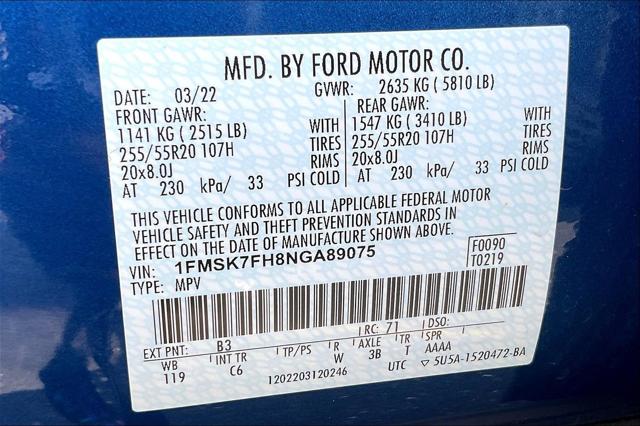 MFD. BY FORD MOTOR CO.
DATE: 03/22 GVWR: 2635 KG (5810 LB)
FRONT GAWR: REAR GAWR:
1141 KG (2515 LB) WITH 1547 KG (3410 LB) WITH
255/55R20 107H TIRES 255/55R20 107H TIRES
20x8.0J RIMS 20x8.0J RIMS
AT 230 kPa/ 33 PSI COLD AT 230 kPa/ 33 PSI COLD
THIS VEHICLE CONFORMS TO ALL APPLICABLE FEDERAL MOTOR
VEHICLE SAFETY AND THEFT PREVENTION STANDARDS IN
EFFECT ON THE DATE OF MANUFACTURE SHOWN ABOVE.
VIN: 1FMSK7FH8NGA89075 F0090
TYPE: MPV T0219
EXT PNT: B3 RC: 71 DSO:
WB INT TR TP/PS R AXLE TR SPR
119 C6 W 3B T AAAA
1202203120246 UTC ▽ 5U5A-1520472-BA